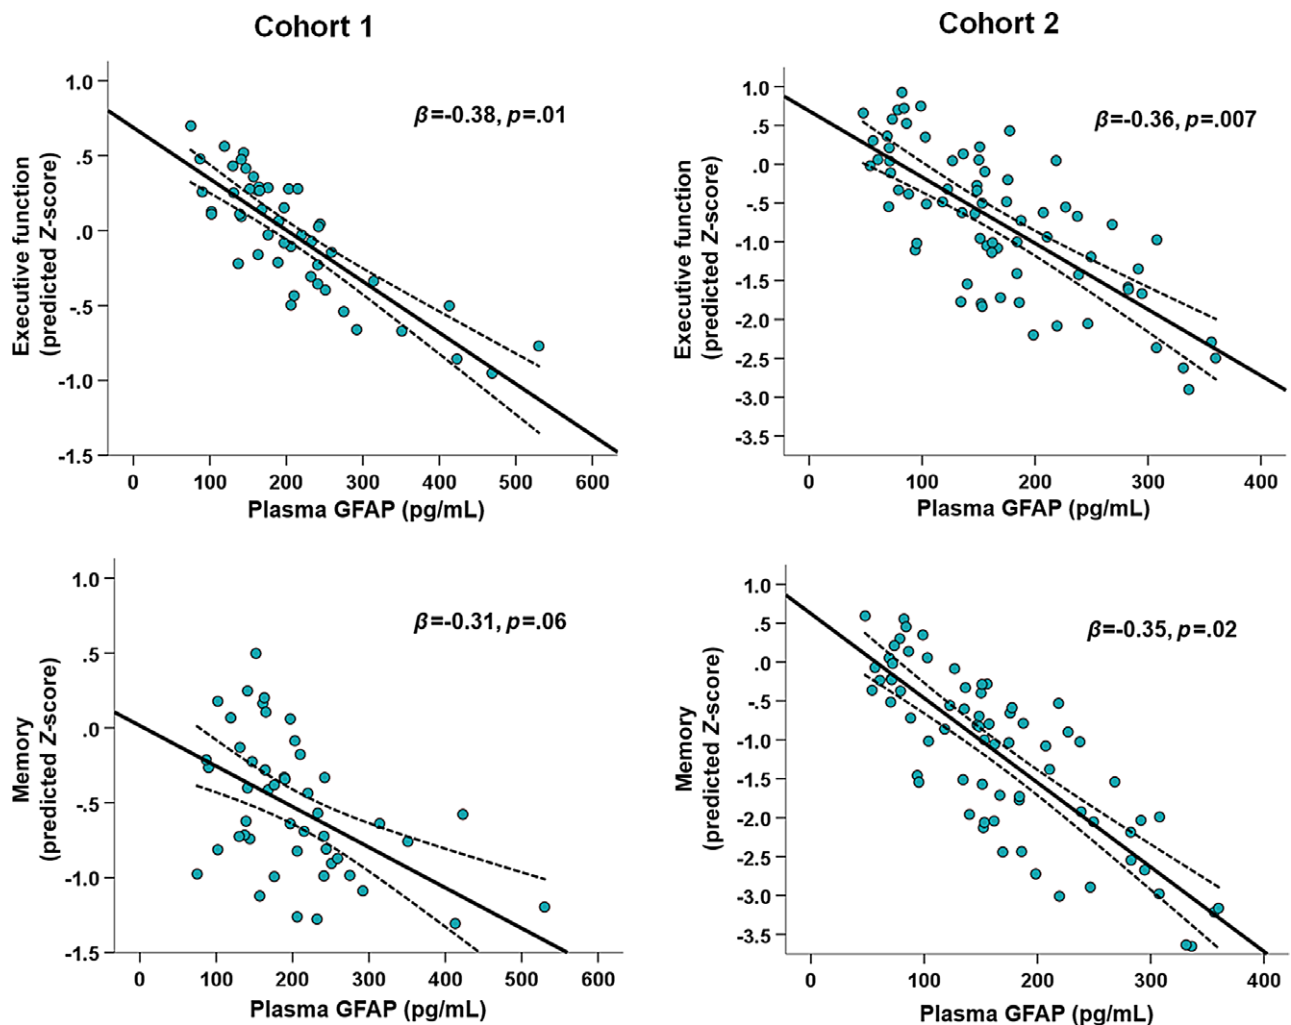 Cohort 1
Cohort 2
1.0
.5
.0
-.5
-1.0
-1.5
Executive function
(predicted Z-score)
β=-0.38, p=.01
0 100 200 300 400 500 600
Plasma GFAP (pg/mL)
1.0
.5
.0
-.5
-1.0
-1.5
-2.0
-2.5
-3.0
-3.5
Executive function
(predicted Z-score)
β=-0.36, p=.007
0 100 200 300 400
Plasma GFAP (pg/mL)
1.0
.5
.0
-.5
-1.0
-1.5
Memory
(predicted Z-score)
β=-0.31, p=.06
0 100 200 300 400 500 600
Plasma GFAP (pg/mL)
1.0
.5
.0
-.5
-1.0
-1.5
-2.0
-2.5
-3.0
-3.5
Memory
(predicted Z-score)
β=-0.35, p=.02
0 100 200 300 400
Plasma GFAP (pg/mL)